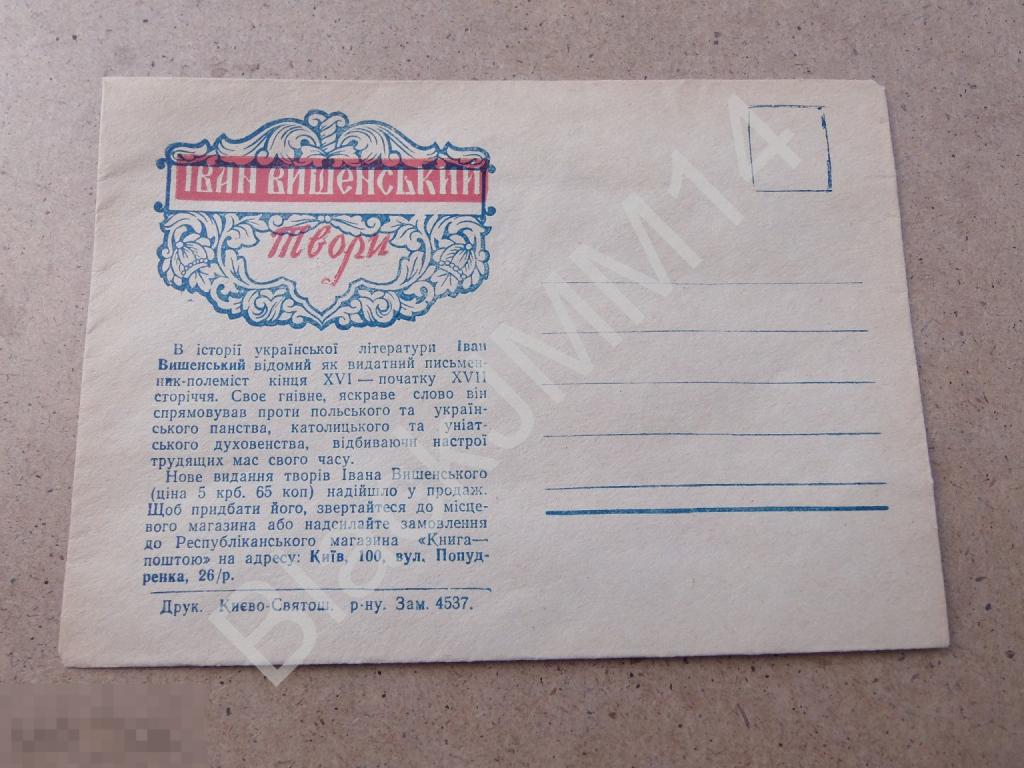 ІВАН ВИШЕНСЬКИЙ
Твори
В історії української літератури Іван
Вишенський відомий як видатний письмен-
ник-полеміст кінця XVI — початку XVII
сторіччя. Своє гнівне, яскраве слово він
спрямовував проти польського та україн-
ського панства, католицького та уніат-
ського духовенства, відбиваючи настрої
трудящих мас свого часу.
Нове видання творів Івана Вишенського
(ціна 5 крб. 65 коп) надійшло у продаж.
Щоб придбати його, звертайтеся до місце-
вого магазина або надсилайте замовлення
до Республіканського магазина «Книга—
поштою» на адресу: Київ, 100, вул. Попуд-
ренка, 26/р.
Друк. Києво-Святош. р-ну. Зам. 4537.